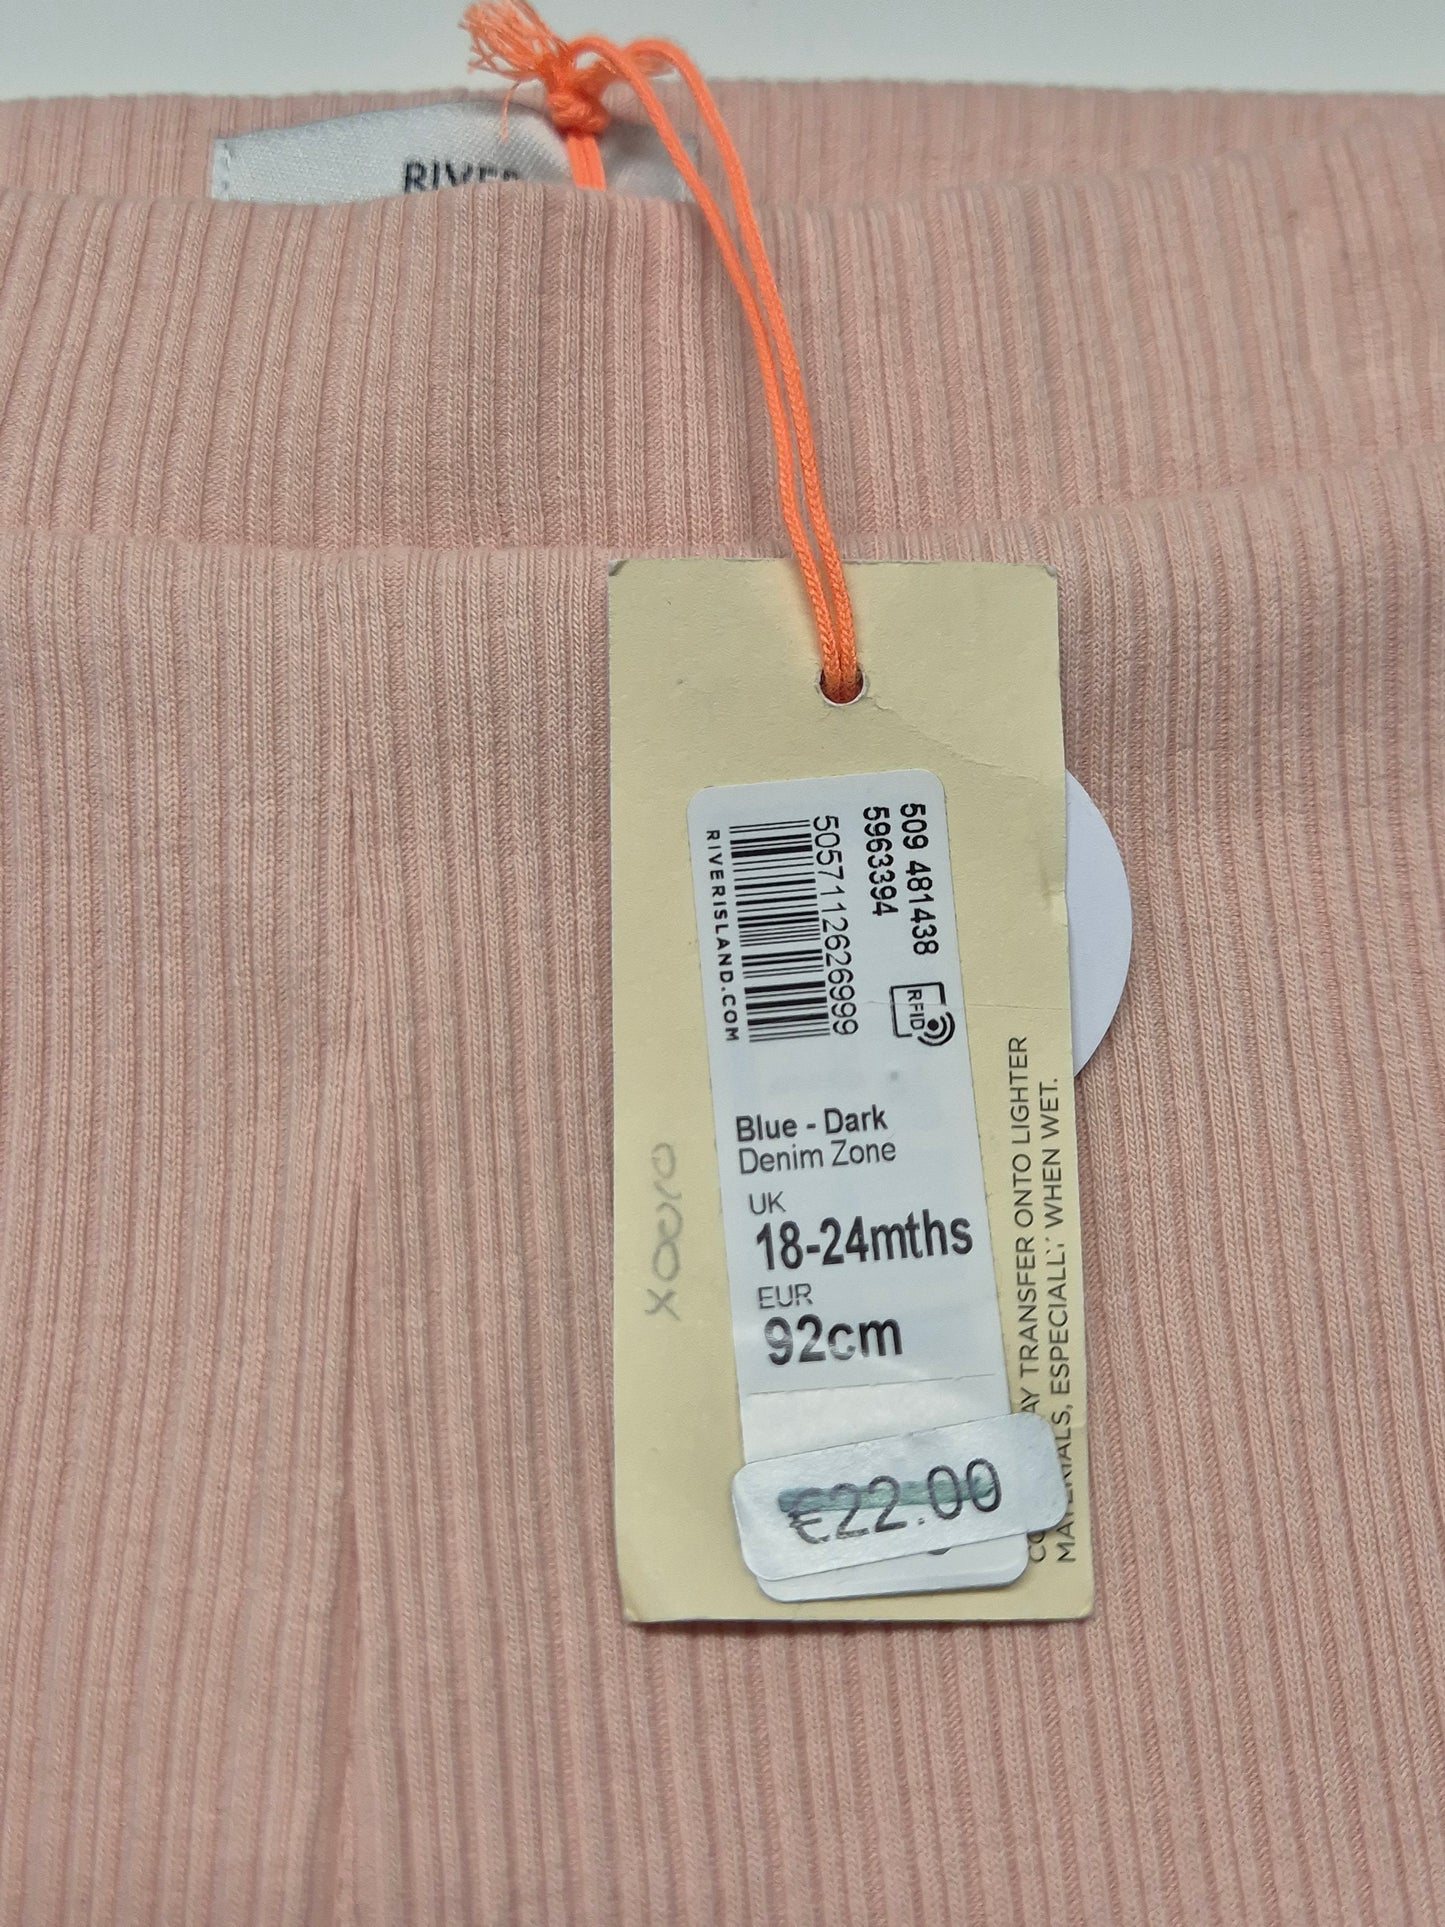 RIVER
509 481438
5963394
5057112626999
RIVERISLAND.COM
RFID
Blue - Dark
Denim Zone
UK
18-24mths
EUR
92cm
€22.00
AY TRANSFER ONTO LIGHTER
MATERIALS, ESPECIALLY WHEN WET.